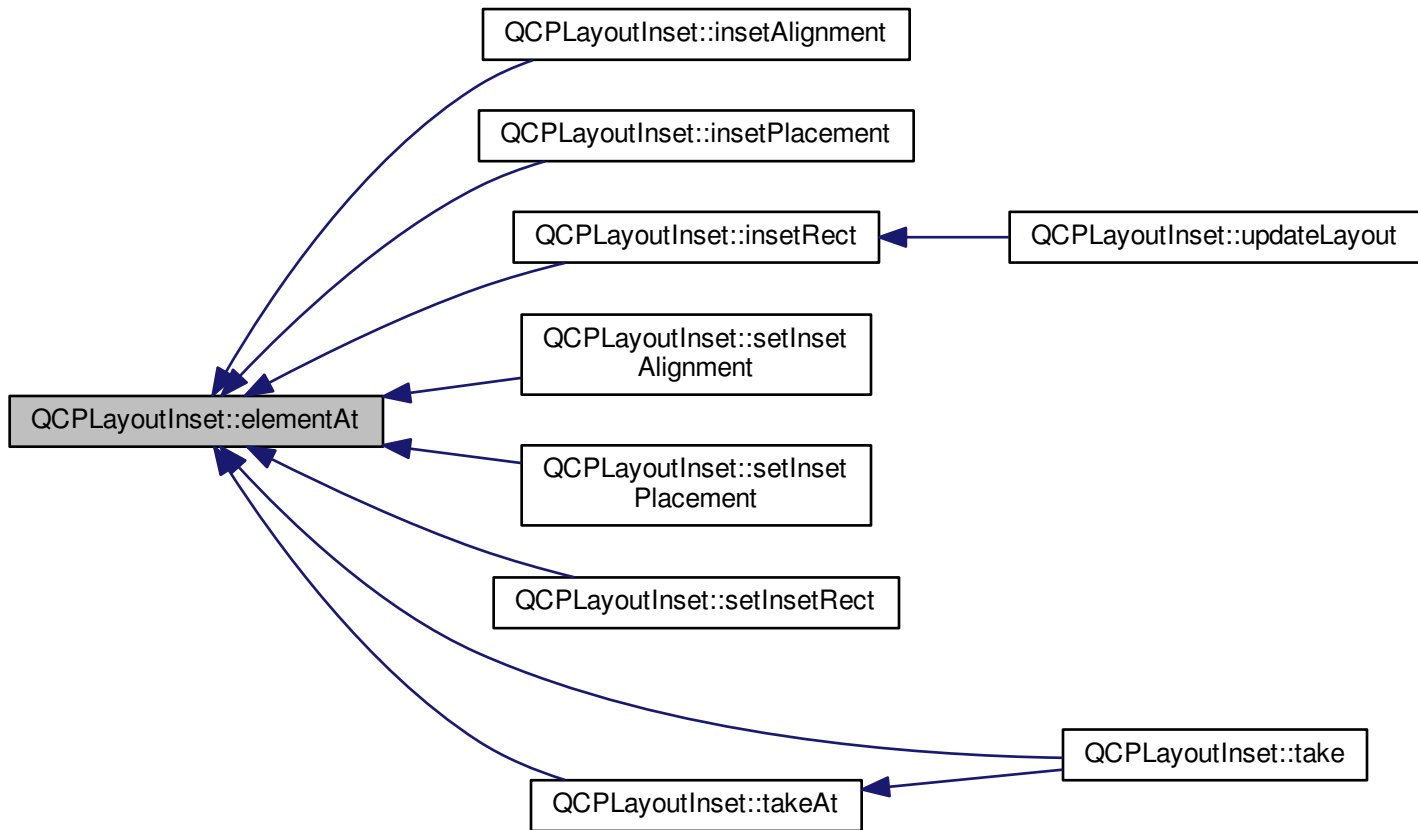 QCPLayoutInset::insetAlignment
QCPLayoutInset::insetPlacement
QCPLayoutInset::insetRect
QCPLayoutInset::updateLayout
QCPLayoutInset::setInset
Alignment
QCPLayoutInset::elementAt
QCPLayoutInset::setInset
Placement
QCPLayoutInset::setInsetRect
QCPLayoutInset::take
QCPLayoutInset::takeAt